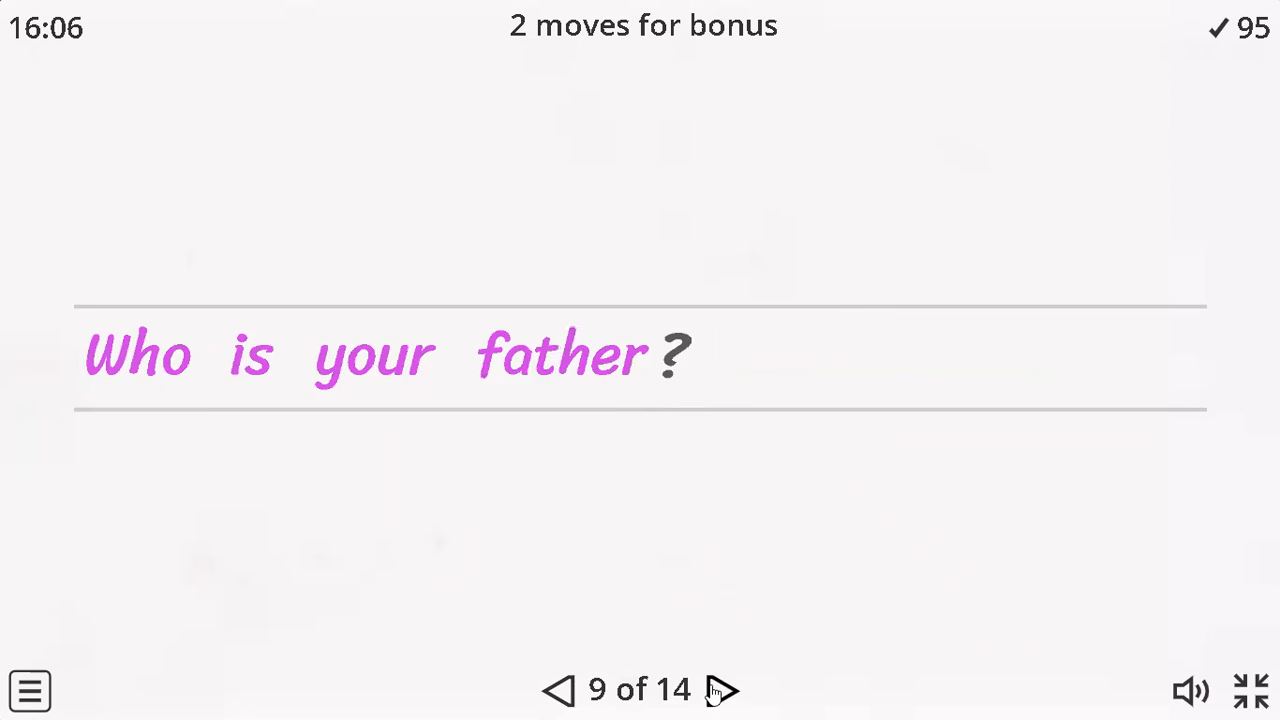 16:06
2 moves for bonus
✓ 95
Who is your father?
9 of 14